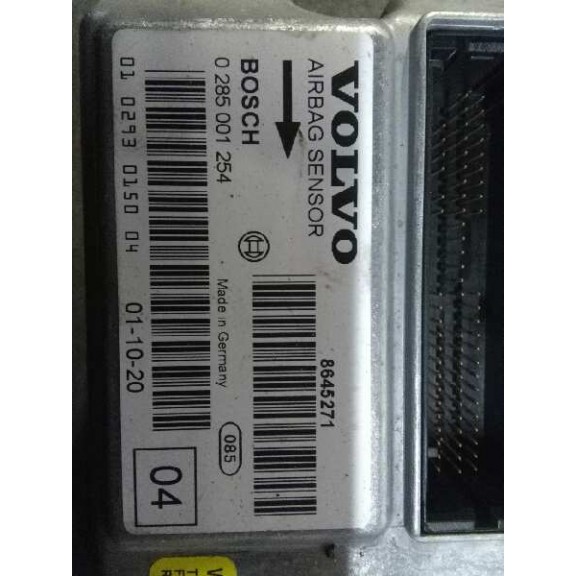 VOLVO
AIRBAG SENSOR
8645271
BOSCH
0 285 001 254
Made in Germany
085
01 0293 0150 04
01-10-20
04